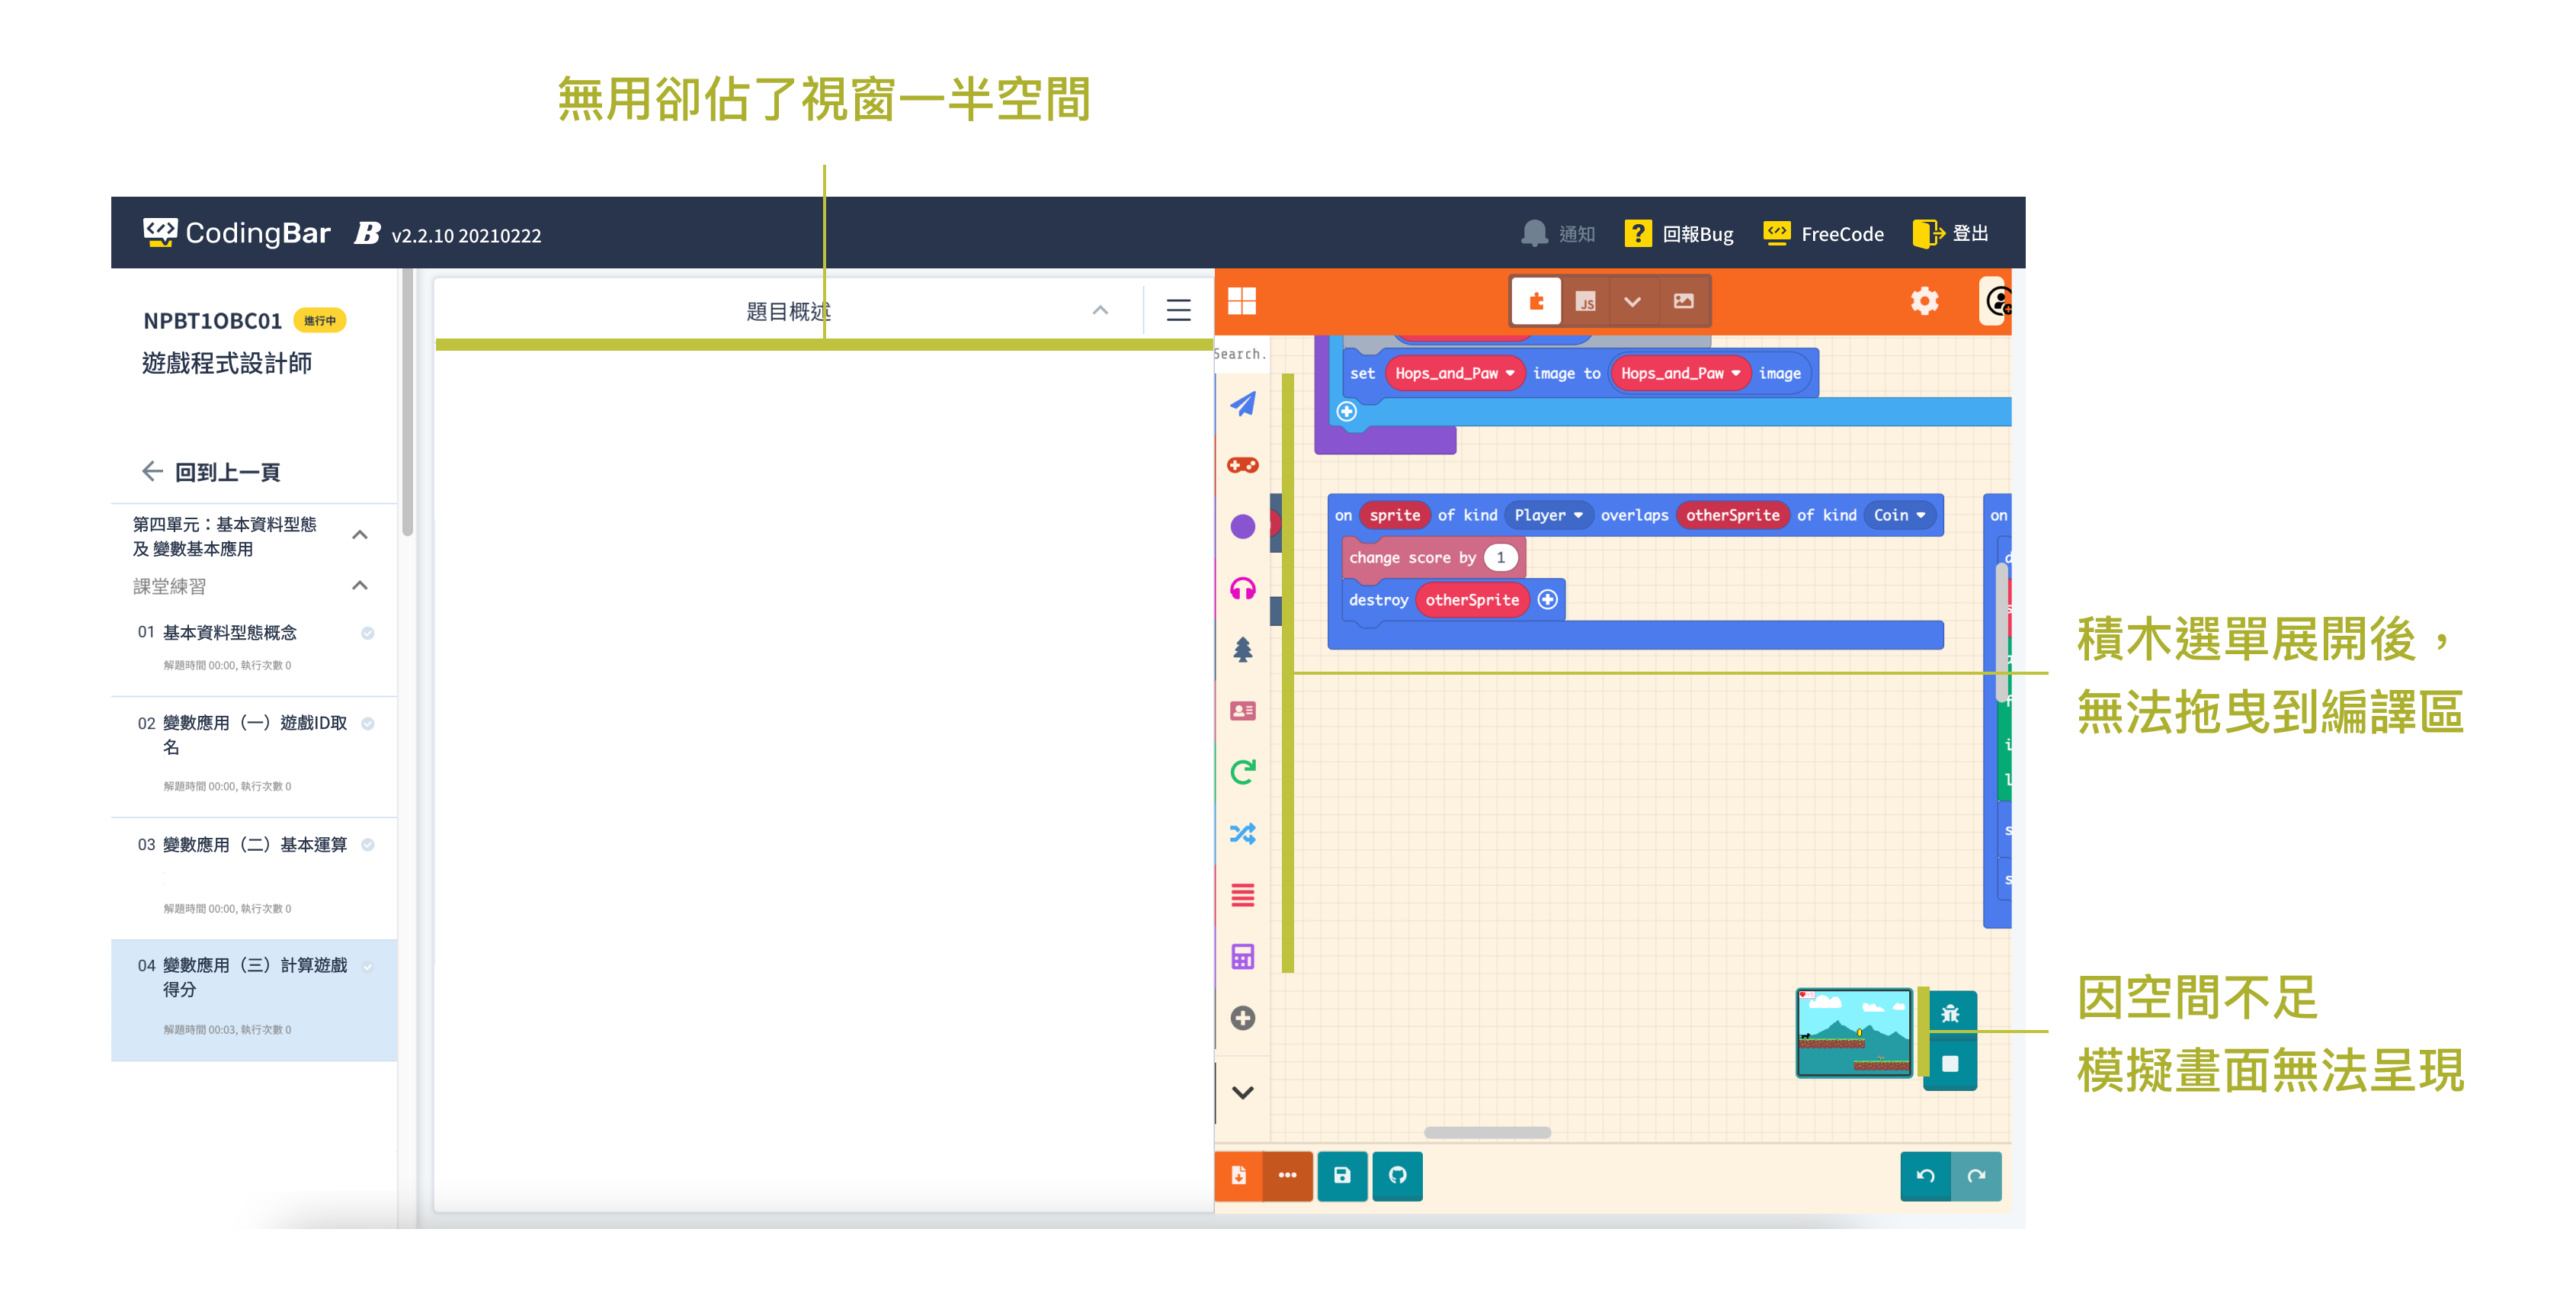 無用卻佔了視窗一半空間
CodingBar B v2.2.10 20210222
通知
? 回報Bug
FreeCode
登出
NPBT1OBC01 進行中
遊戲程式設計師
回到上一頁
第四單元：基本資料型態
及 變數基本應用
課堂練習
01 基本資料型態概念
解題時間 00:00, 執行次數 0
02 變數應用（一）遊戲ID取
名
解題時間 00:00, 執行次數 0
03 變數應用（二）基本運算
解題時間 00:00, 執行次數 0
04 變數應用（三）計算遊戲
得分
解題時間 00:03, 執行次數 0
題目概述
JS
Search.
set Hops_and_Paw image to Hops_and_Paw image
on sprite of kind Player overlaps otherSprite of kind Coin
change score by 1
destroy otherSprite
on
積木選單展開後，
無法拖曳到編譯區
因空間不足
模擬畫面無法呈現